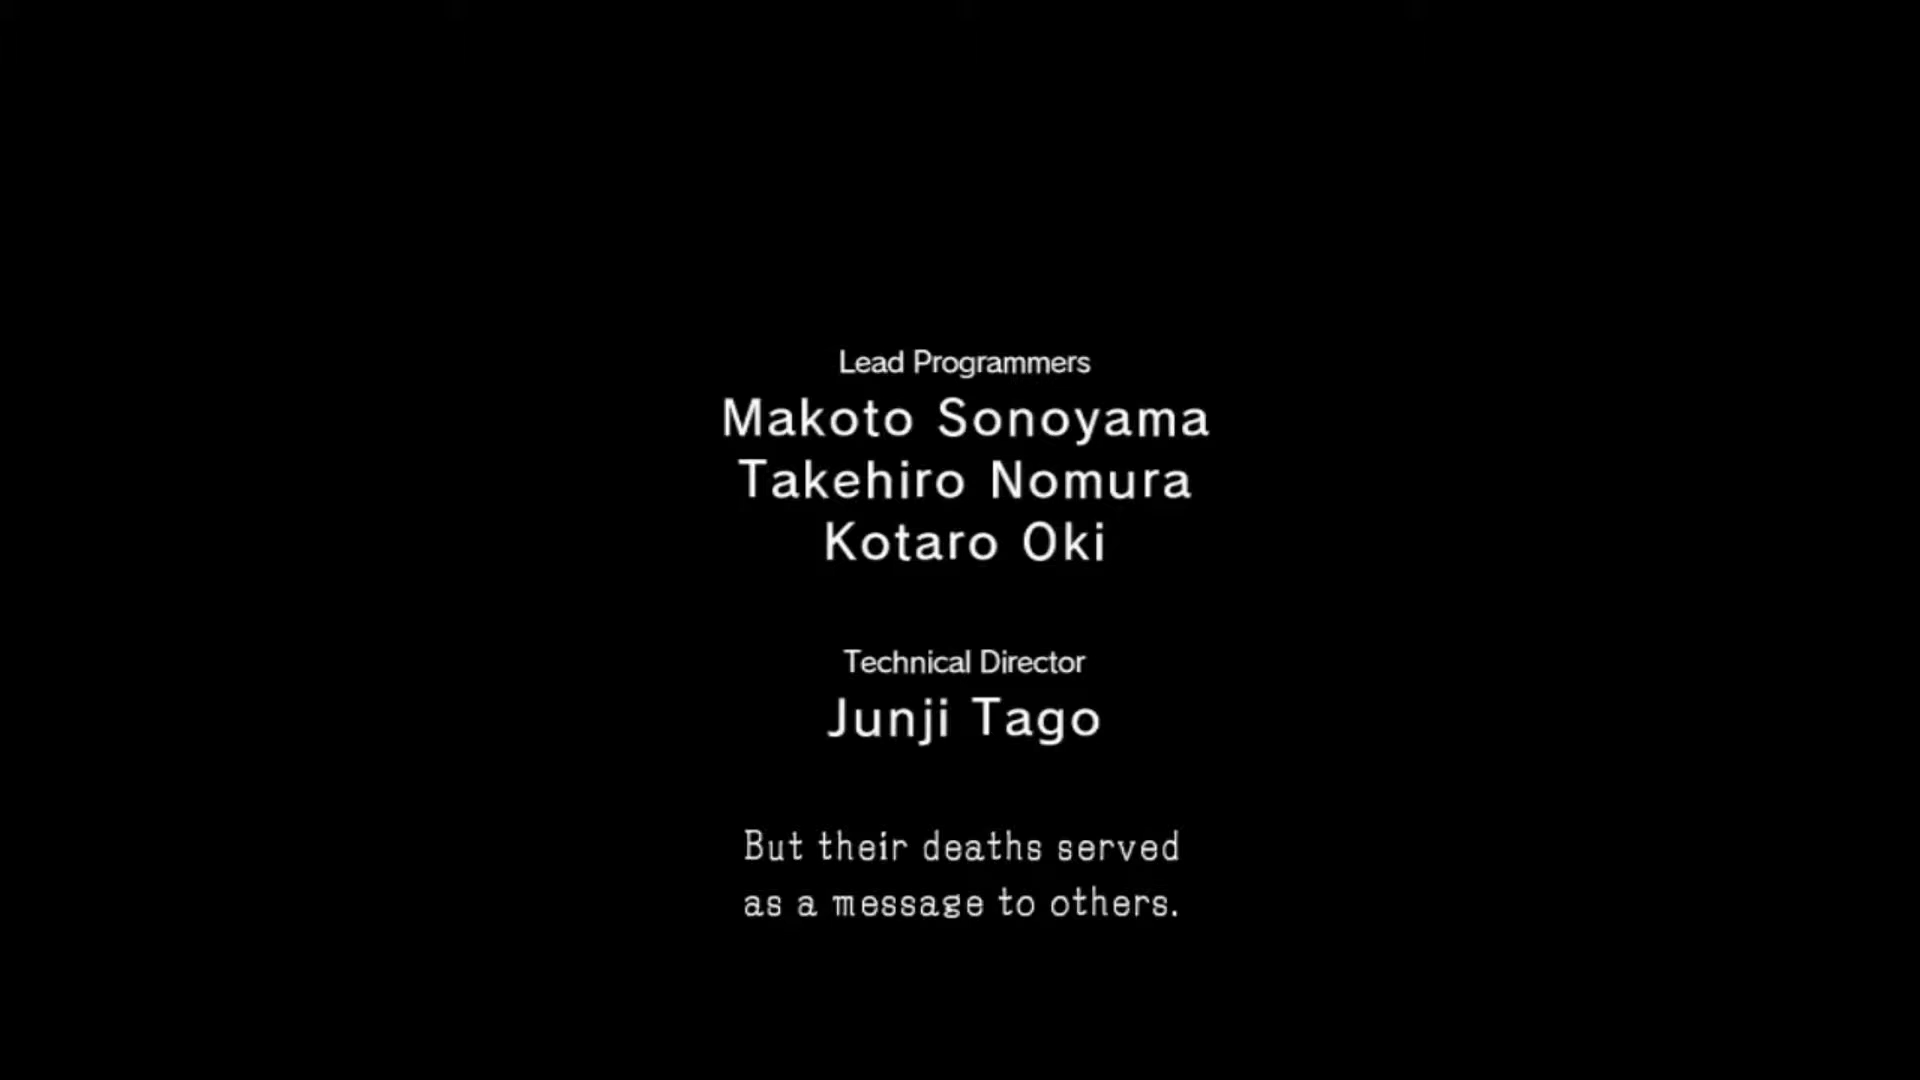 Lead Programmers
Makoto Sonoyama
Takehiro Nomura
Kotaro Oki
Technical Director
Junji Tago
But their deaths served
as a message to others.